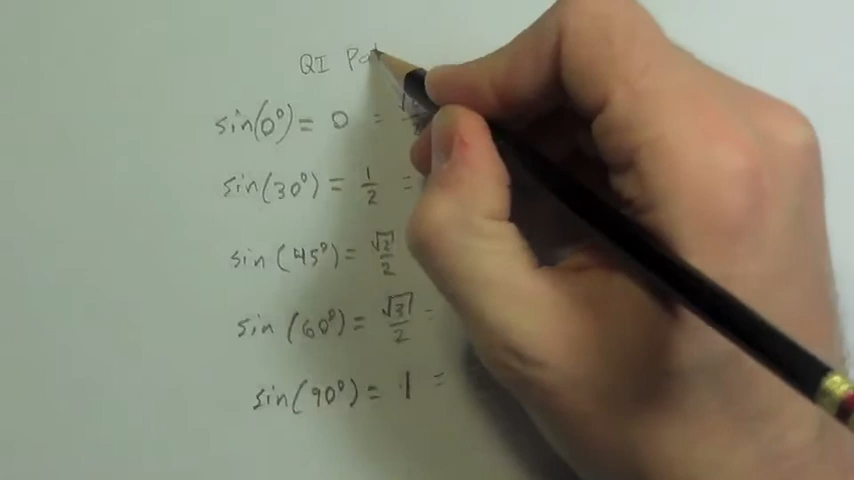 QI Pat
sin(0°) = 0 =
sin(30°) = 1/2 =
sin(45°) = √2/2
sin(60°) = √3/2 =
sin(90°) = 1 =